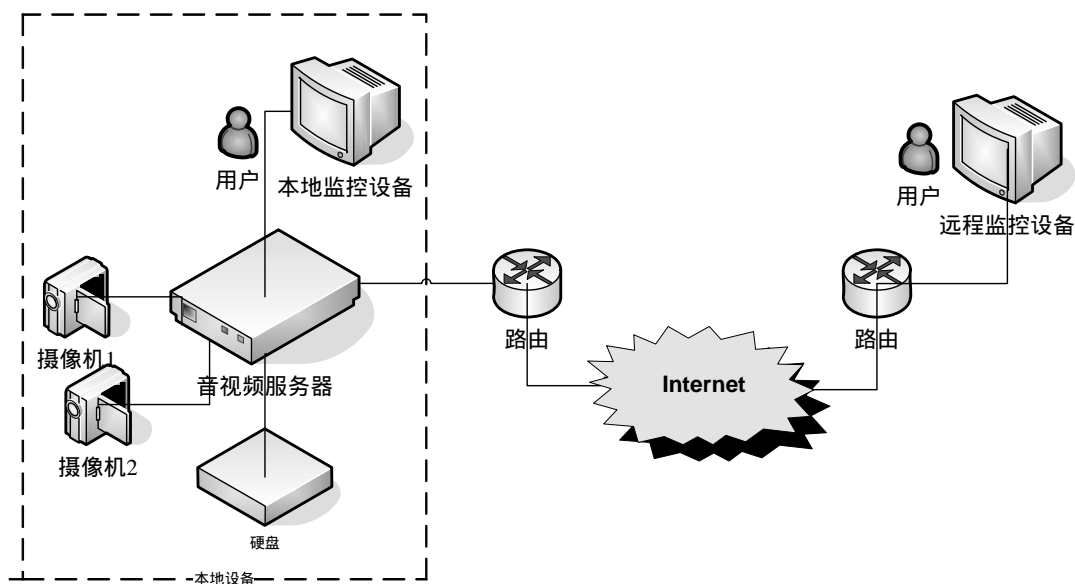 用户
本地监控设备
用户
远程监控设备
摄像机1
音视频服务器
路由
路由
Internet
摄像机2
硬盘
本地设备